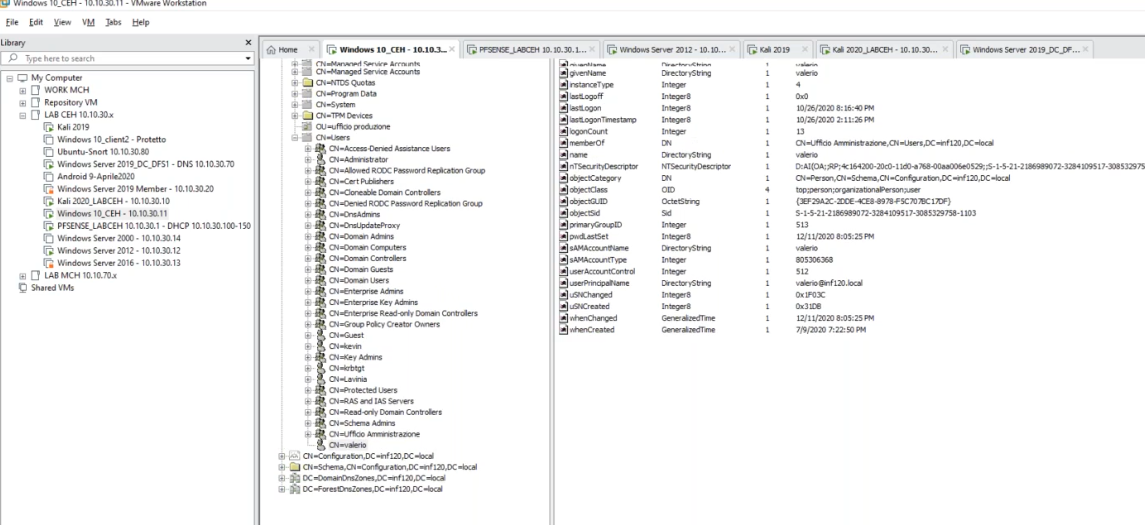 Windows 10_CEH - 10.10.30.11 - VMware Workstation
File Edit View VM Tabs Help
Library
Type here to search
My Computer
WORK MCH
Repository VM
LAB CEH 10.10.30.x
Kali 2019
Windows 10_client2 - Protetto
Ubuntu-Snort 10.10.30.80
Windows Server 2019_DC_DFS1 - DNS 10.10.30.70
Android 9-Aprile2020
Windows Server 2019 Member - 10.10.30.20
Kali 2020_LABCEH - 10.10.30.10
Windows 10_CEH - 10.10.30.11
PFSENSE_LABCEH 10.10.30.1 - DHCP 10.10.30.100-150
Windows Server 2000 - 10.10.30.14
Windows Server 2012 - 10.10.30.12
Windows Server 2016 - 10.10.30.13
LAB MCH 10.10.70.x
Shared VMs
Home
Windows 10_CEH - 10.10.3...
PFSENSE_LABCEH 10.10.30.1...
Windows Server 2012 - 10.10...
Kali 2019
Kali 2020_LABCEH - 10.10.30...
Windows Server 2019_DC_DF...
CN=Managed Service Accounts
CN=Managed Service Accounts
CN=NTDS Quotas
CN=Program Data
CN=System
CN=TPM Devices
OU=ufficio produzione
CN=Users
CN=Access-Denied Assistance Users
CN=Administrator
CN=Allowed RODC Password Replication Group
CN=Cert Publishers
CN=Cloneable Domain Controllers
CN=Denied RODC Password Replication Group
CN=DnsAdmins
CN=DnsUpdateProxy
CN=Domain Admins
CN=Domain Computers
CN=Domain Controllers
CN=Domain Guests
CN=Domain Users
CN=Enterprise Admins
CN=Enterprise Key Admins
CN=Enterprise Read-only Domain Controllers
CN=Group Policy Creator Owners
CN=Guest
CN=kevin
CN=Key Admins
CN=krbtgt
CN=Lavinia
CN=Protected Users
CN=RAS and IAS Servers
CN=Read-only Domain Controllers
CN=Schema Admins
CN=Ufficio Amministrazione
CN=valerio
CN=Configuration,DC=inf120,DC=local
CN=Schema,CN=Configuration,DC=inf120,DC=local
DC=DomainDnsZones,DC=inf120,DC=local
DC=ForestDnsZones,DC=inf120,DC=local
givenName DirectoryString valerio
givenName DirectoryString 1 valerio
instanceType Integer 1 4
lastLogoff Integer8 1 0x0
lastLogon Integer8 1 10/26/2020 8:16:40 PM
lastLogonTimestamp Integer8 1 10/26/2020 2:11:26 PM
logonCount Integer 1 13
memberOf DN 1 CN=Ufficio Amministrazione,CN=Users,DC=inf120,DC=local
name DirectoryString 1 valerio
nTSecurityDescriptor NTSecurityDescriptor 1
objectCategory DN 1 CN=Person,CN=Schema,CN=Configuration,DC=inf120,DC=local
objectClass OID 4 top;person;organizationalPerson;user
objectGUID OctetString 1 {3EF29A2C-2DDE-4CE8-8978-F5C707BC17DF}
objectSid Sid 1 S-1-5-21-2186989072-3284109517-3085329758-1103
primaryGroupID Integer 1 513
pwdLastSet Integer8 1 12/11/2020 8:05:25 PM
sAMAccountName DirectoryString 1 valerio
sAMAccountType Integer 1 805306368
userAccountControl Integer 1 512
userPrincipalName DirectoryString 1 valerio@inf120.local
uSNChanged Integer8 1 0x1F03C
uSNCreated Integer8 1 0x31DB
whenChanged GeneralizedTime 1 12/11/2020 8:05:25 PM
whenCreated GeneralizedTime 1 7/9/2020 7:22:50 PM